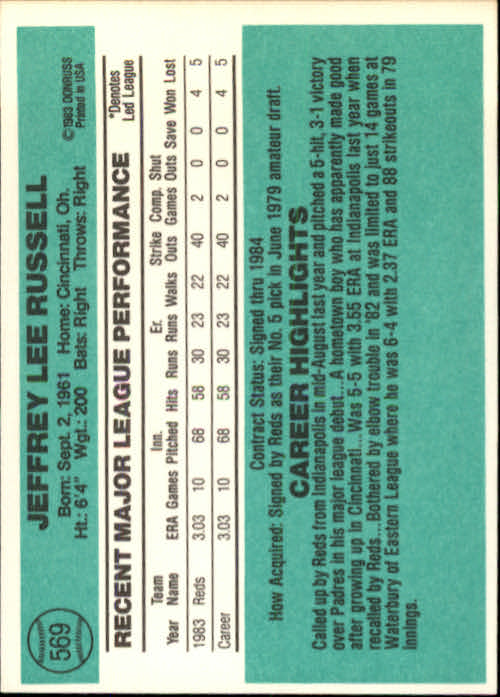 569
JEFFREY LEE RUSSELL
Born: Sept. 2, 1961 Home: Cincinnati, Oh.
Ht.: 6'4" Wgt.: 200 Bats: Right Throws: Right
©1983 DONRUSS
Printed in USA
RECENT MAJOR LEAGUE PERFORMANCE
*Denotes
Led League
Team Inn. Er. Strike Comp. Shut
Year Name ERA Games Pitched Hits Runs Runs Walks Outs Games Outs Save Won Lost
1983 Reds 3.03 10 68 58 30 23 22 40 2 0 0 4 5
Career 3.03 10 68 58 30 23 22 40 2 0 0 4 5
Contract Status: Signed thru 1984
How Acquired: Signed by Reds as their No. 5 pick in June 1979 amateur draft.
CAREER HIGHLIGHTS
Called up by Reds from Indianapolis in mid-August last year and pitched a 5-hit, 3-1 victory
over Padres in his major league debut....A hometown boy who has apparently made good
after growing up in Cincinnati....Was 5-5 with 3.55 ERA at Indianapolis last year when
recalled by Reds....Bothered by elbow trouble in '82 and was limited to just 14 games at
Waterbury of Eastern League where he was 6-4 with 2.37 ERA and 88 strikeouts in 79
innings.